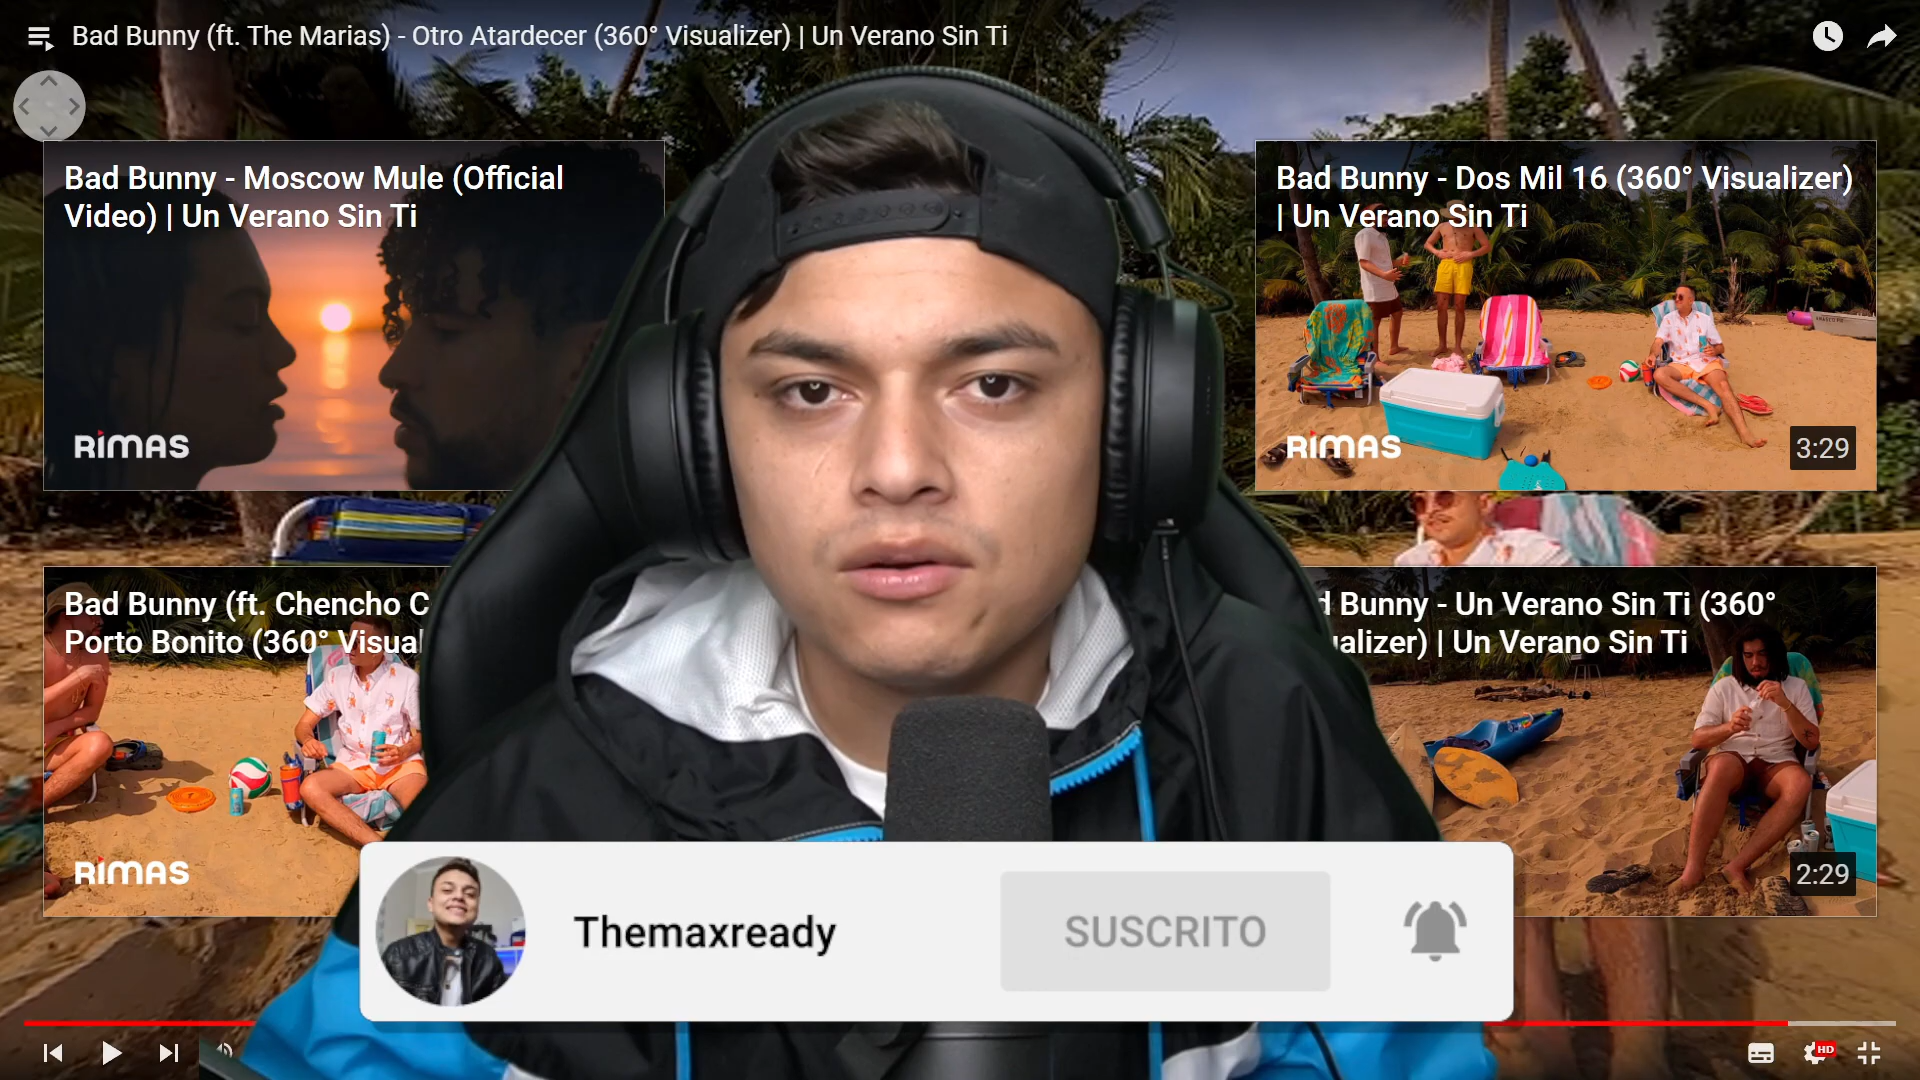 Bad Bunny (ft. The Marias) - Otro Atardecer (360° Visualizer) | Un Verano Sin Ti
Bad Bunny - Moscow Mule (Official
Video) | Un Verano Sin Ti
RIMAS
Bad Bunny - Dos Mil 16 (360° Visualizer)
| Un Verano Sin Ti
RIMAS
3:29
Bad Bunny (ft. Chencho C
Porto Bonito (360° Visual
RIMAS
d Bunny - Un Verano Sin Ti (360°
ualizer) | Un Verano Sin Ti
2:29
Themaxready
SUSCRITO
HD